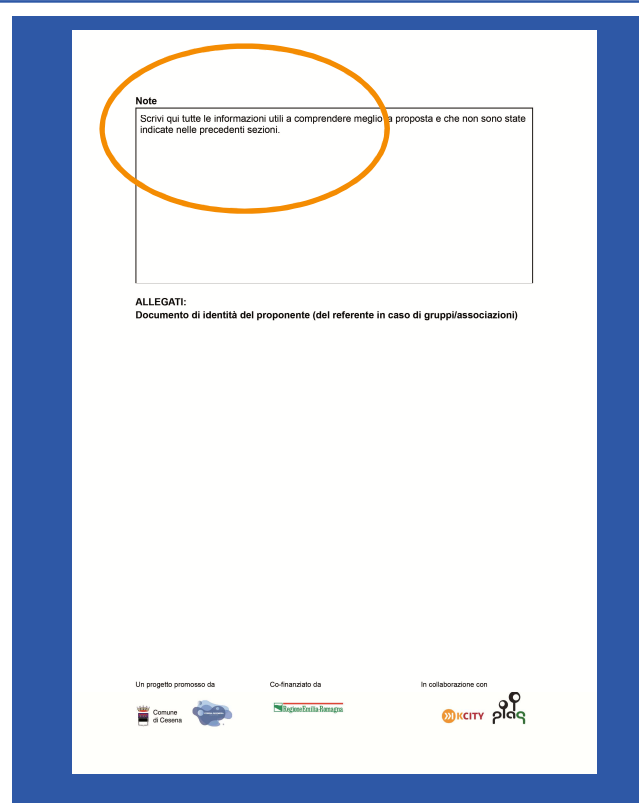 Note
Scrivi qui tutte le informazioni utili a comprendere meglio la proposta e che non sono state
indicate nelle precedenti sezioni.
ALLEGATI:
Documento di identità del proponente (del referente in caso di gruppi/associazioni)
Un progetto promosso da
Co-finanziato da
In collaborazione con
Comune
di Cesena
RegioneEmilia-Romagna
KCITY
plaq